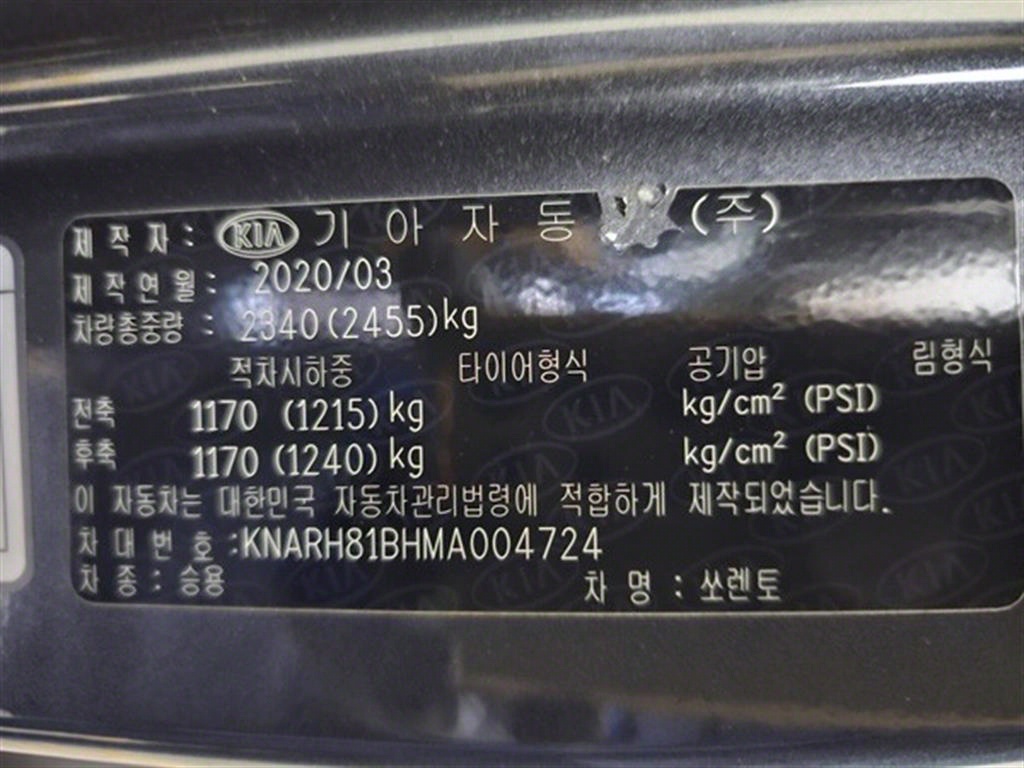 제 작 자 : KIA 기 아 자 동 (주)
제 작 연 월 : 2020/03
차량총중량 : 2340(2455)kg
적차시하중 타이어형식 공기압 림형식
전축 1170 (1215)kg kg/cm² (PSI)
후축 1170 (1240)kg kg/cm² (PSI)
이 자동차는 대한민국 자동차관리법령에 적합하게 제작되었습니다.
차 대 번 호 :KNARH81BHMA004724
차 종 : 승용 차 명 : 쏘렌토